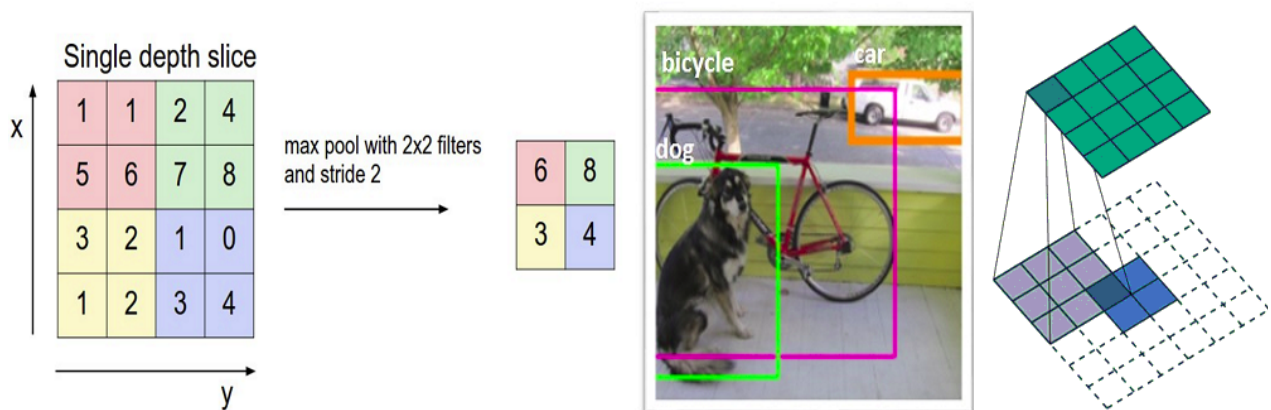 Single depth slice
x
1 1 2 4
5 6 7 8
3 2 1 0
1 2 3 4
y
max pool with 2x2 filters
and stride 2
6 8
3 4
bicycle
car
dog